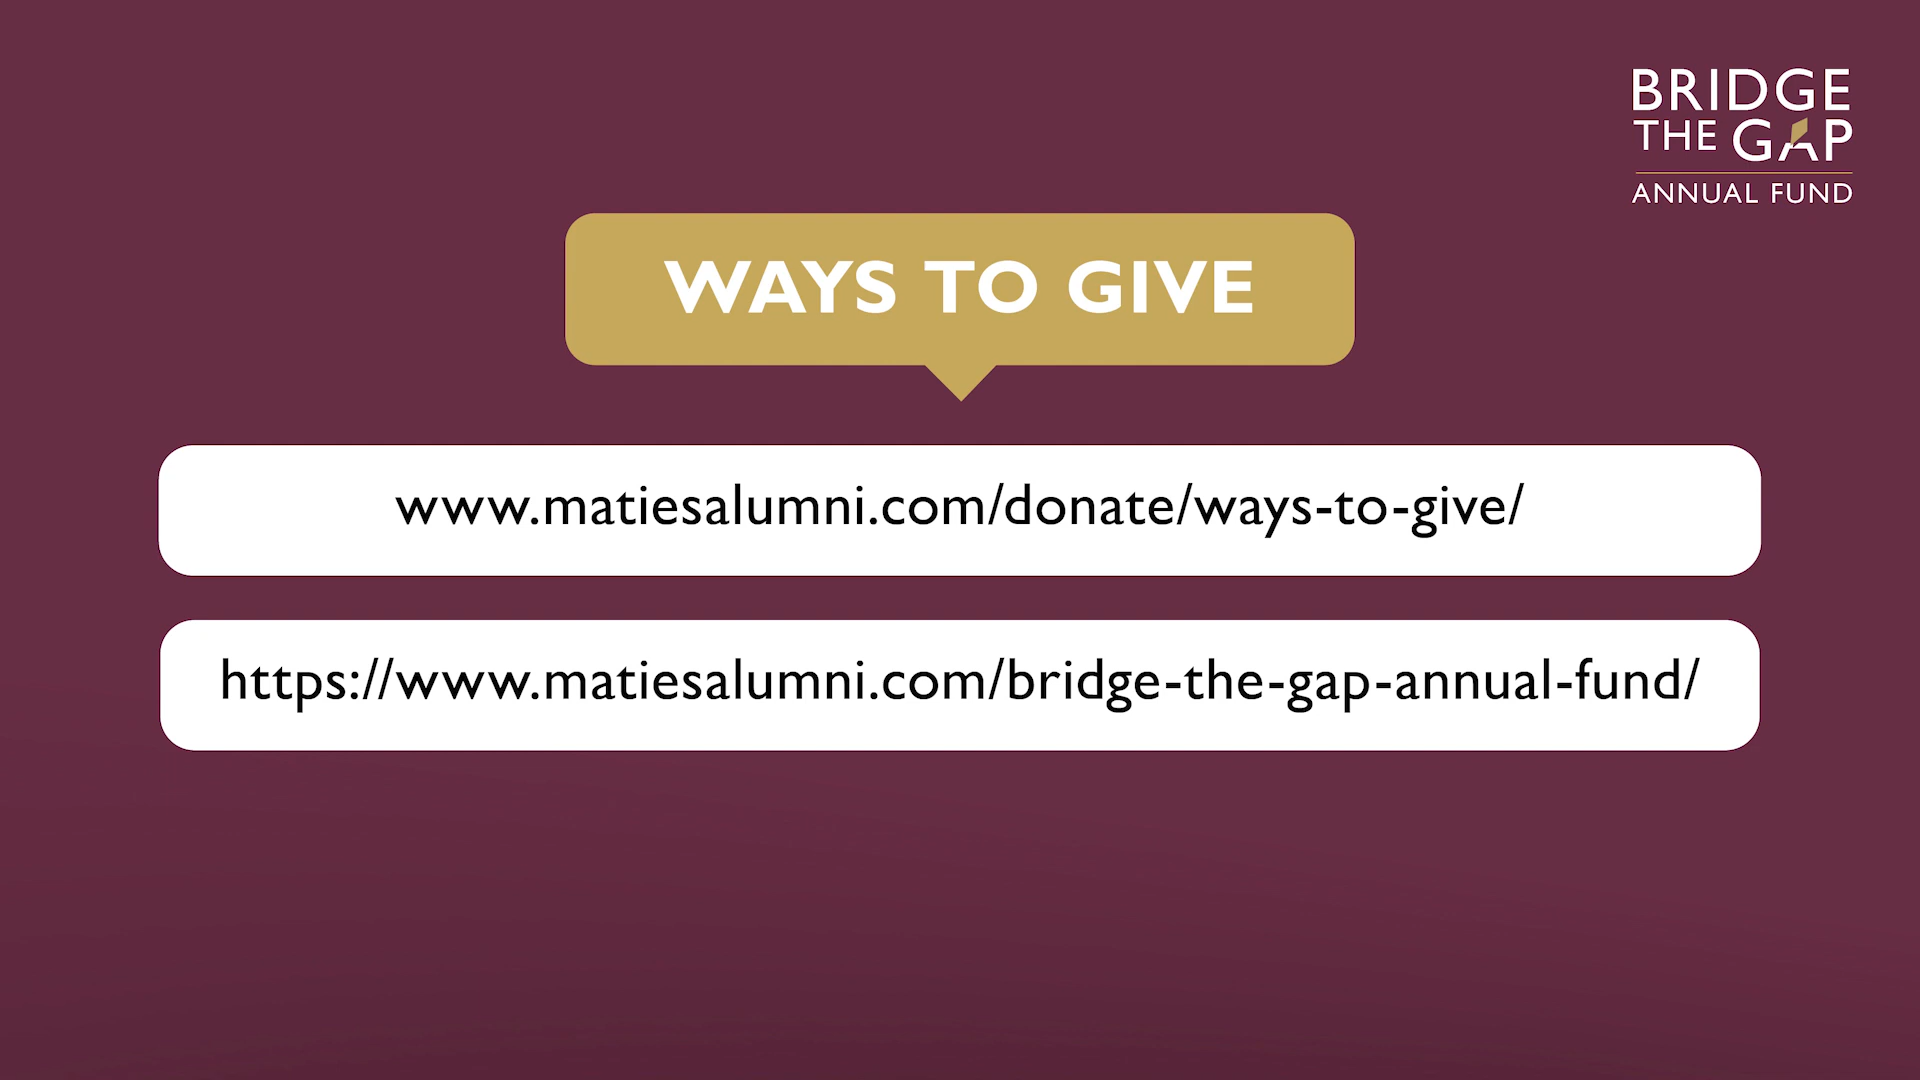 BRIDGE
THE GAP
ANNUAL FUND
WAYS TO GIVE
www.matiesalumni.com/donate/ways-to-give/
https://www.matiesalumni.com/bridge-the-gap-annual-fund/